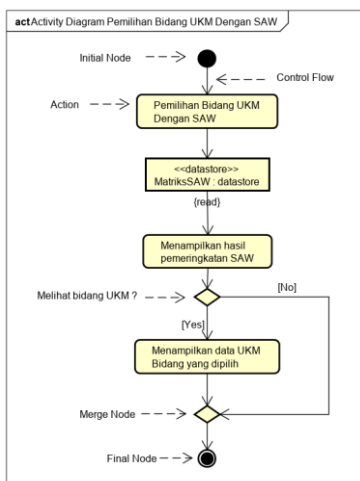 act Activity Diagram Pemilihan Bidang UKM Dengan SAW
Initial Node
Control Flow
Action
Pemilihan Bidang UKM
Dengan SAW
<<datastore>>
MatriksSAW : datastore
{read}
Menampilkan hasil
pemeringkatan SAW
Melihat bidang UKM ?
[No]
[Yes]
Menampilkan data UKM
Bidang yang dipilih
Merge Node
Final Node